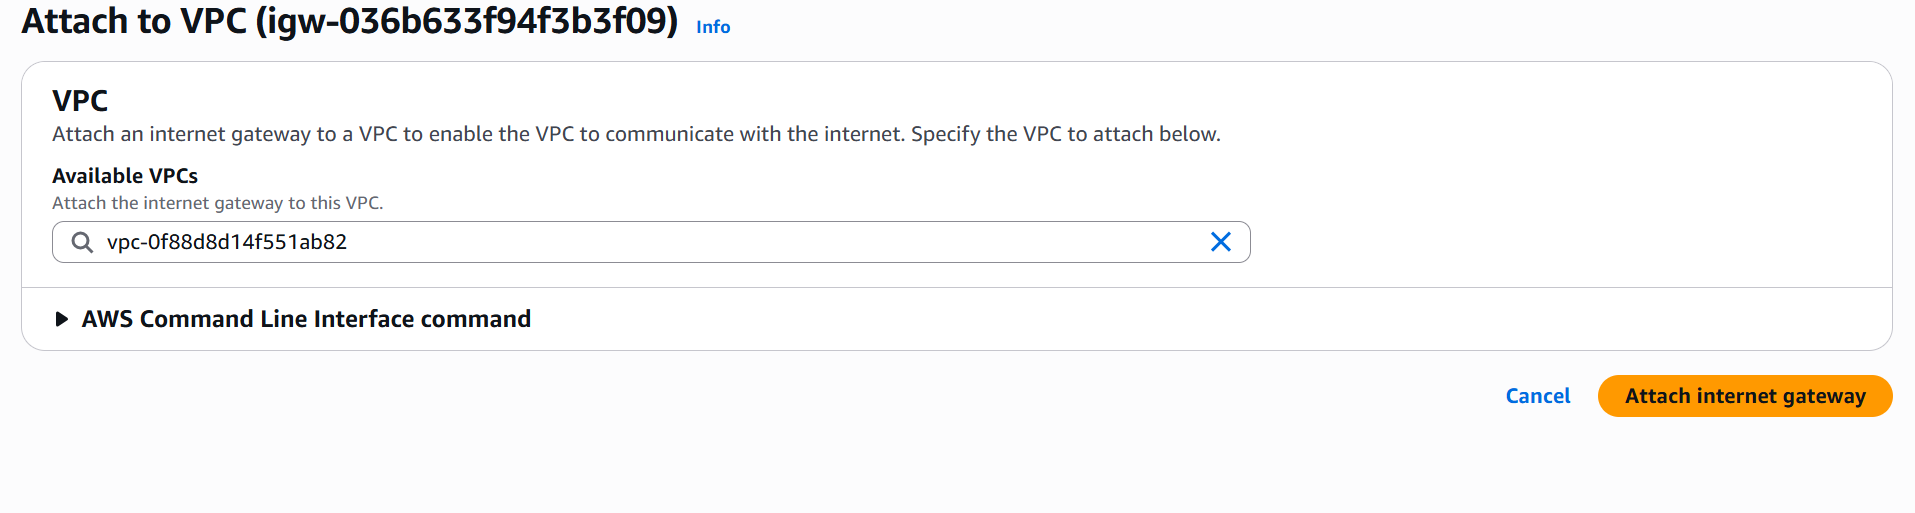 Attach to VPC (igw-036b633f94f3b3f09) Info
VPC
Attach an internet gateway to a VPC to enable the VPC to communicate with the internet. Specify the VPC to attach below.
Available VPCs
Attach the internet gateway to this VPC.
vpc-0f88d8d14f551ab82
AWS Command Line Interface command
Cancel Attach internet gateway